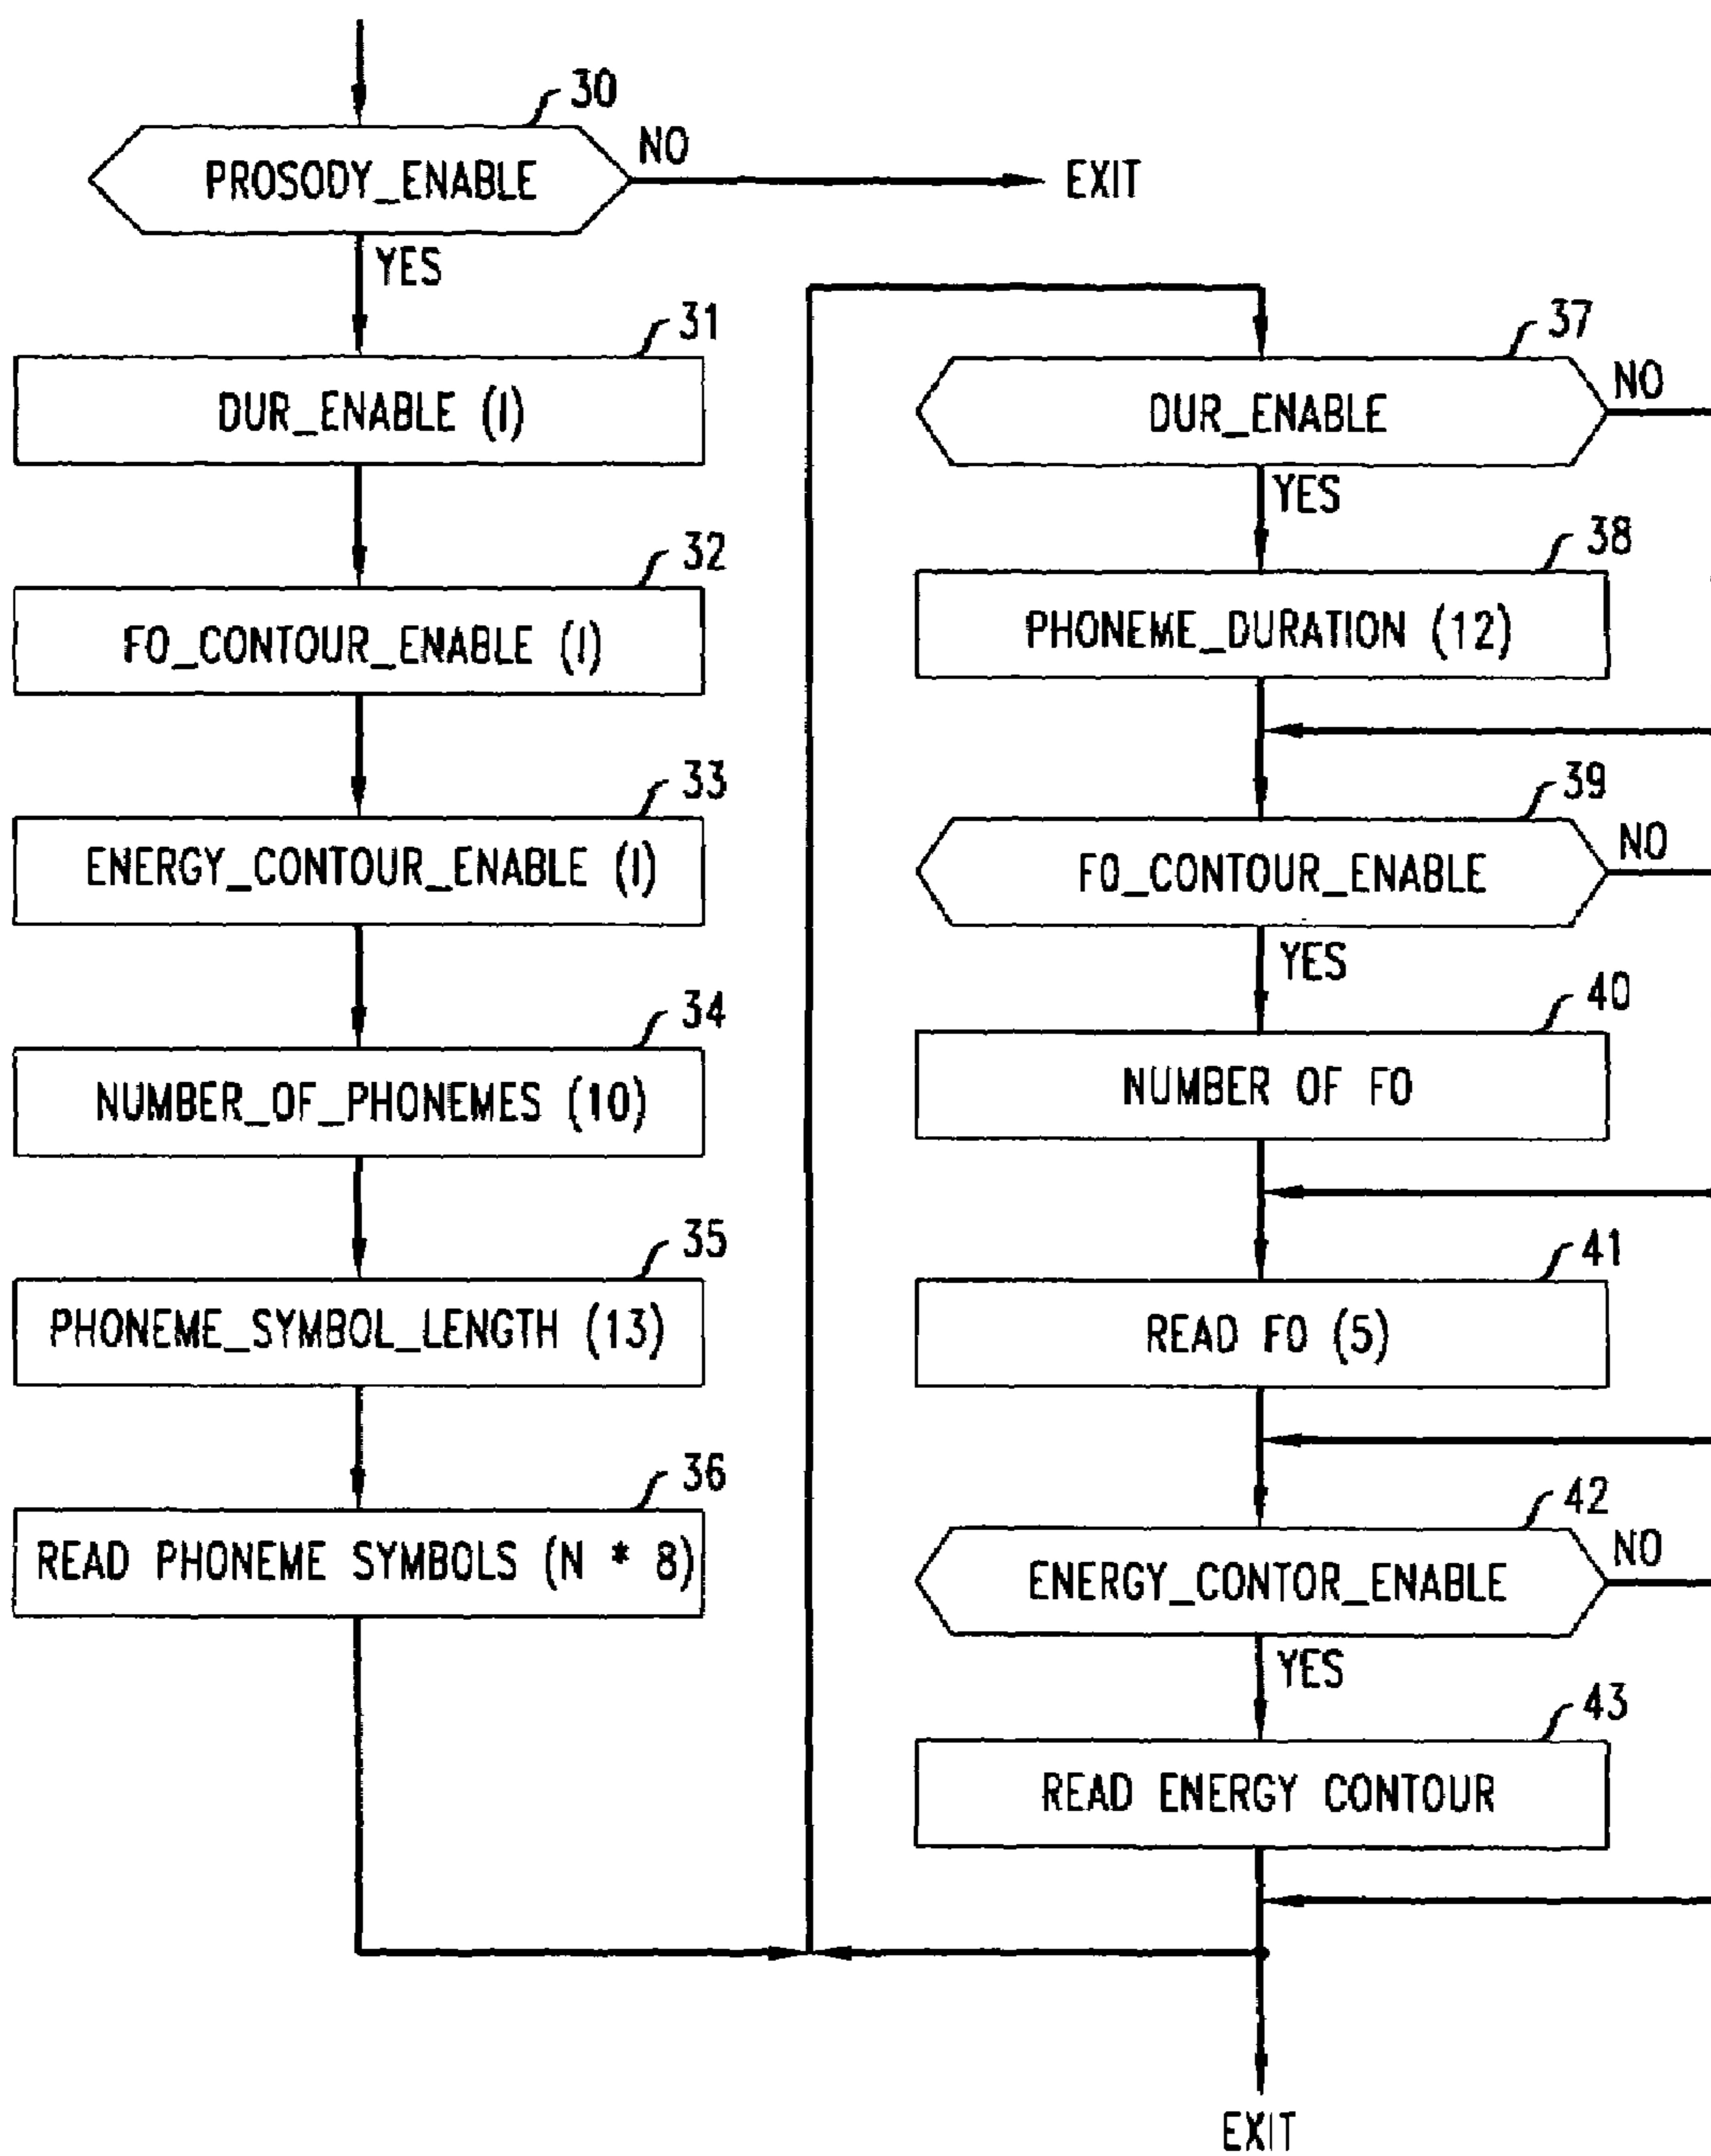 30
PROSODY_ENABLE
NO
EXIT
YES
31
DUR_ENABLE (1)
32
F0_CONTOUR_ENABLE (1)
33
ENERGY_CONTOUR_ENABLE (1)
34
NUMBER_OF_PHONEMES (10)
35
PHONEME_SYMBOL_LENGTH (13)
36
READ PHONEME SYMBOLS (N * 8)
37
DUR_ENABLE
NO
YES
38
PHONEME_DURATION (12)
39
F0_CONTOUR_ENABLE
NO
YES
40
NUMBER OF F0
41
READ F0 (5)
42
ENERGY_CONTOR_ENABLE
NO
YES
43
READ ENERGY CONTOUR
EXIT